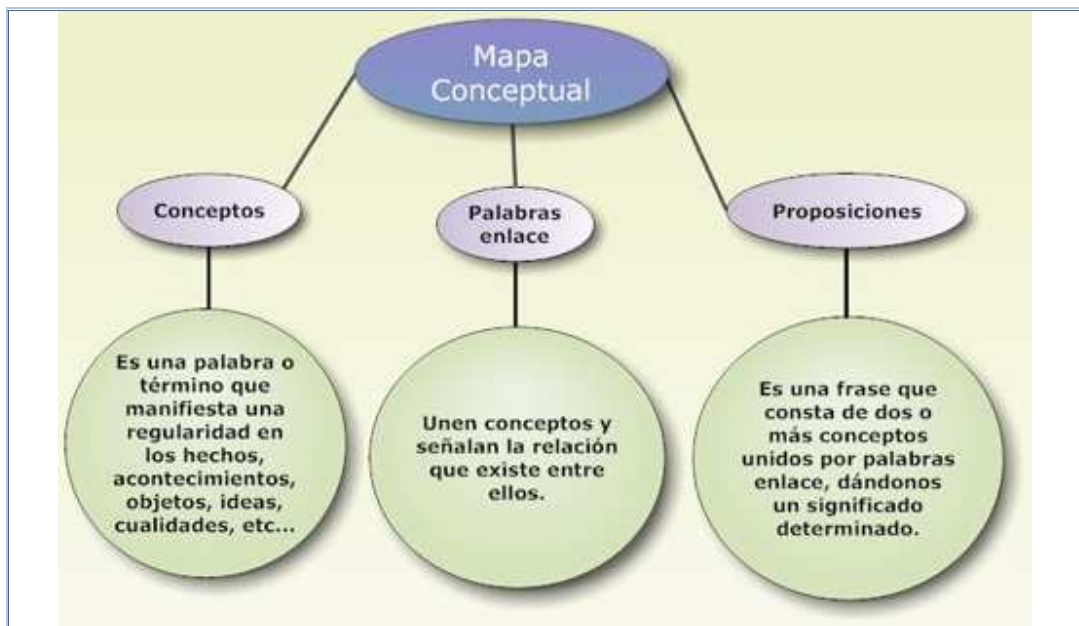 Mapa
Conceptual
Conceptos
Palabras
enlace
Proposiciones
Es una palabra o
término que
manifiesta una
regularidad en
los hechos,
acontecimientos,
objetos, ideas,
cualidades, etc...
Unen conceptos y
señalan la relación
que existe entre
ellos.
Es una frase que
consta de dos o
más conceptos
unidos por palabras
enlace, dándonos
un significado
determinado.